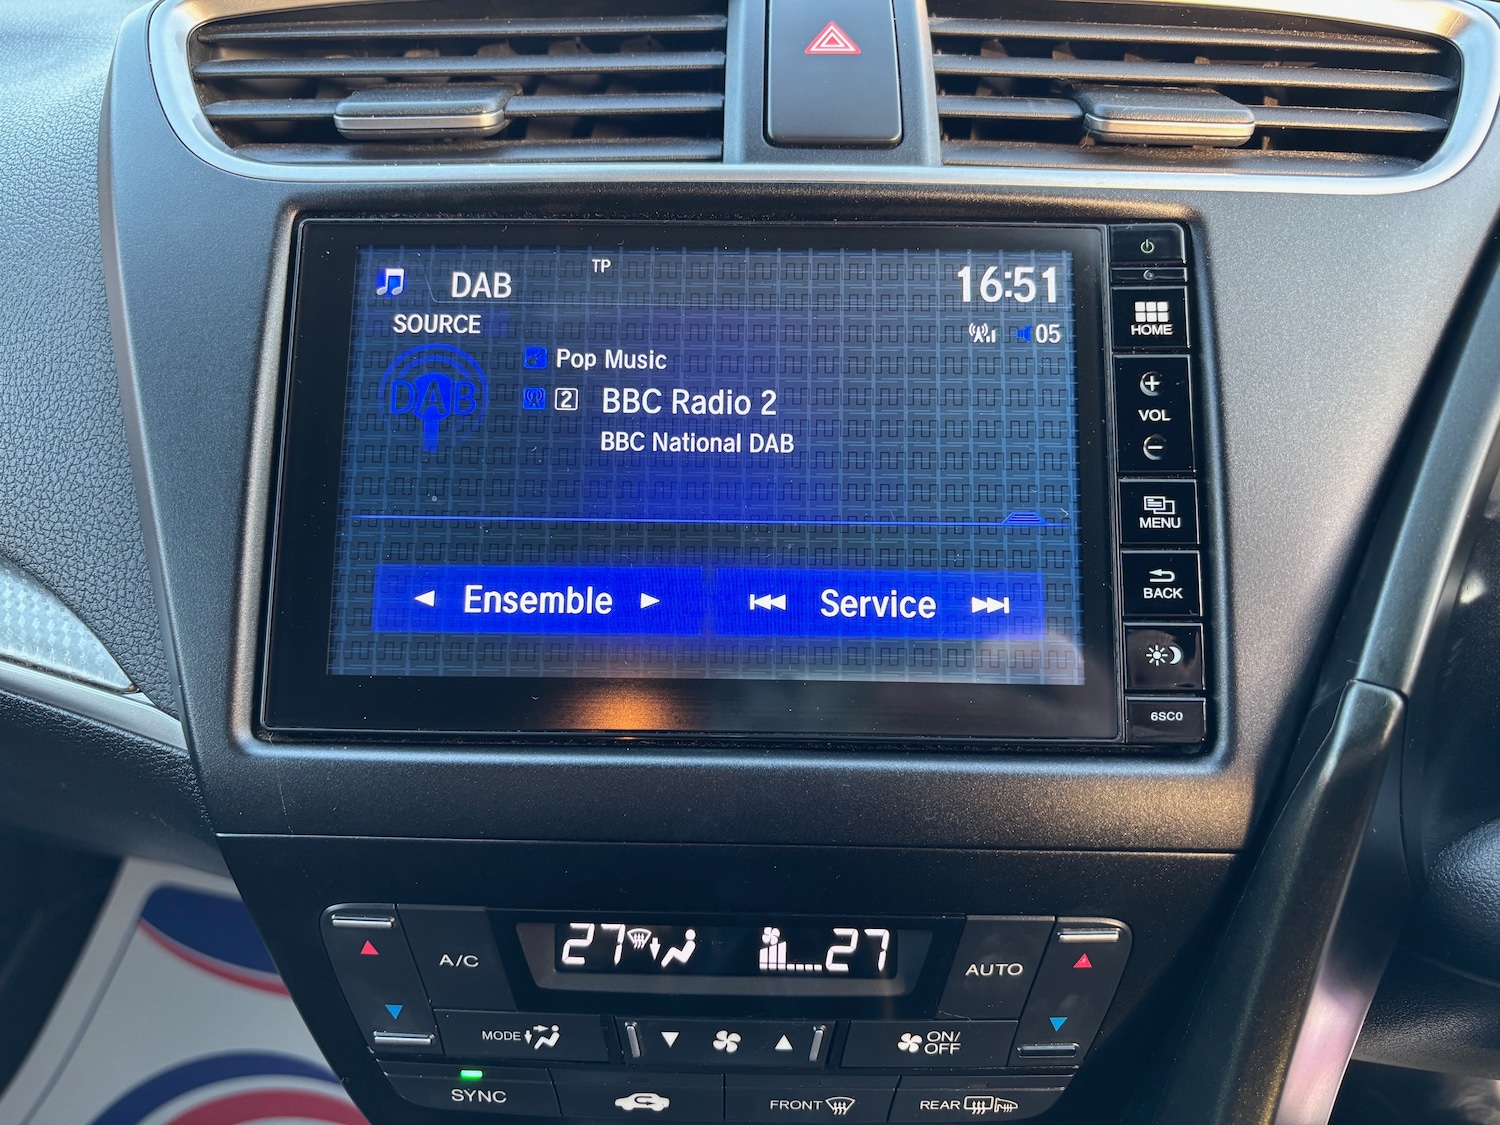 DAB TP 16:51
SOURCE
05
DAB
Pop Music
2 BBC Radio 2
BBC National DAB
Ensemble Service
HOME
VOL
MENU
BACK
6SC0
27 27
A/C AUTO
MODE ON/
OFF
SYNC FRONT REAR